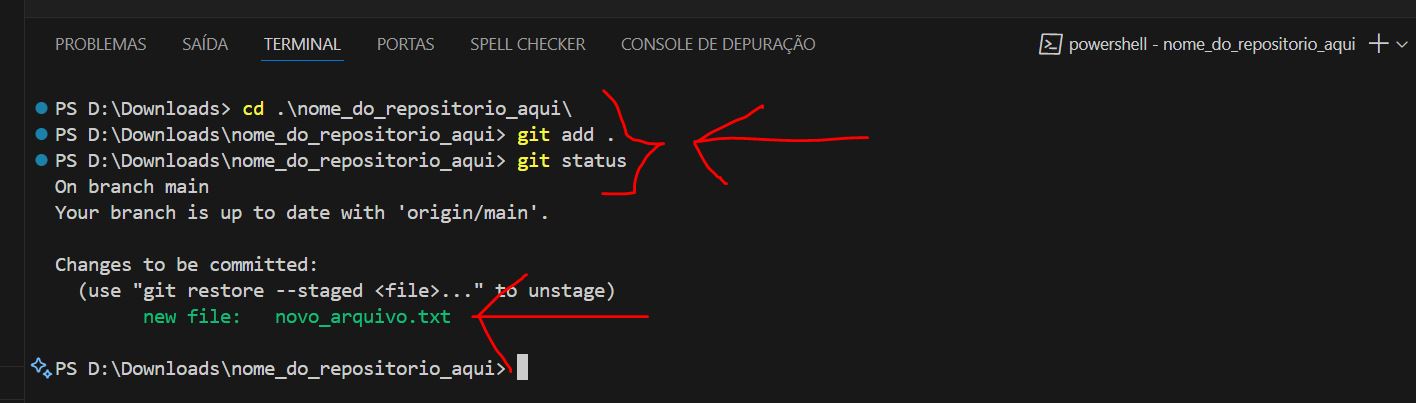 PROBLEMAS SAÍDA TERMINAL PORTAS SPELL CHECKER CONSOLE DE DEPURAÇÃO powershell - nome_do_repositorio_aqui
PS D:\Downloads> cd .\nome_do_repositorio_aqui\
PS D:\Downloads\nome_do_repositorio_aqui> git add .
PS D:\Downloads\nome_do_repositorio_aqui> git status
On branch main
Your branch is up to date with 'origin/main'.
Changes to be committed:
(use "git restore --staged <file>..." to unstage)
new file: novo_arquivo.txt
PS D:\Downloads\nome_do_repositorio_aqui>